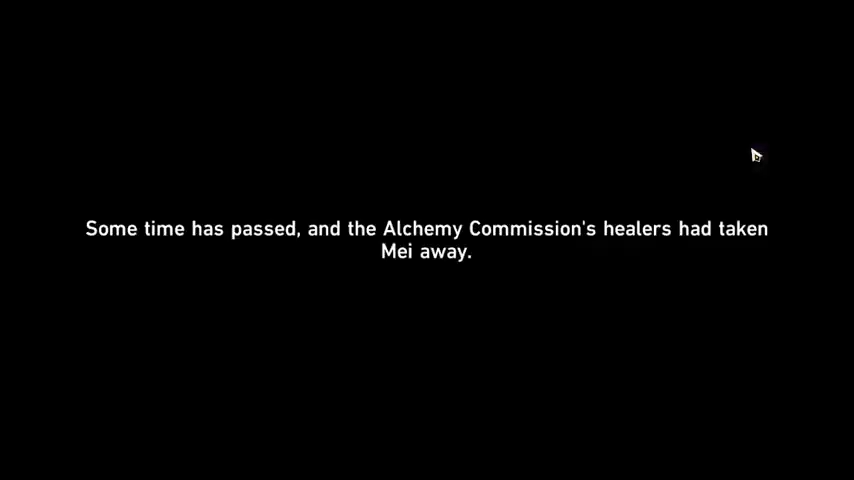 Some time has passed, and the Alchemy Commission's healers had taken
Mei away.